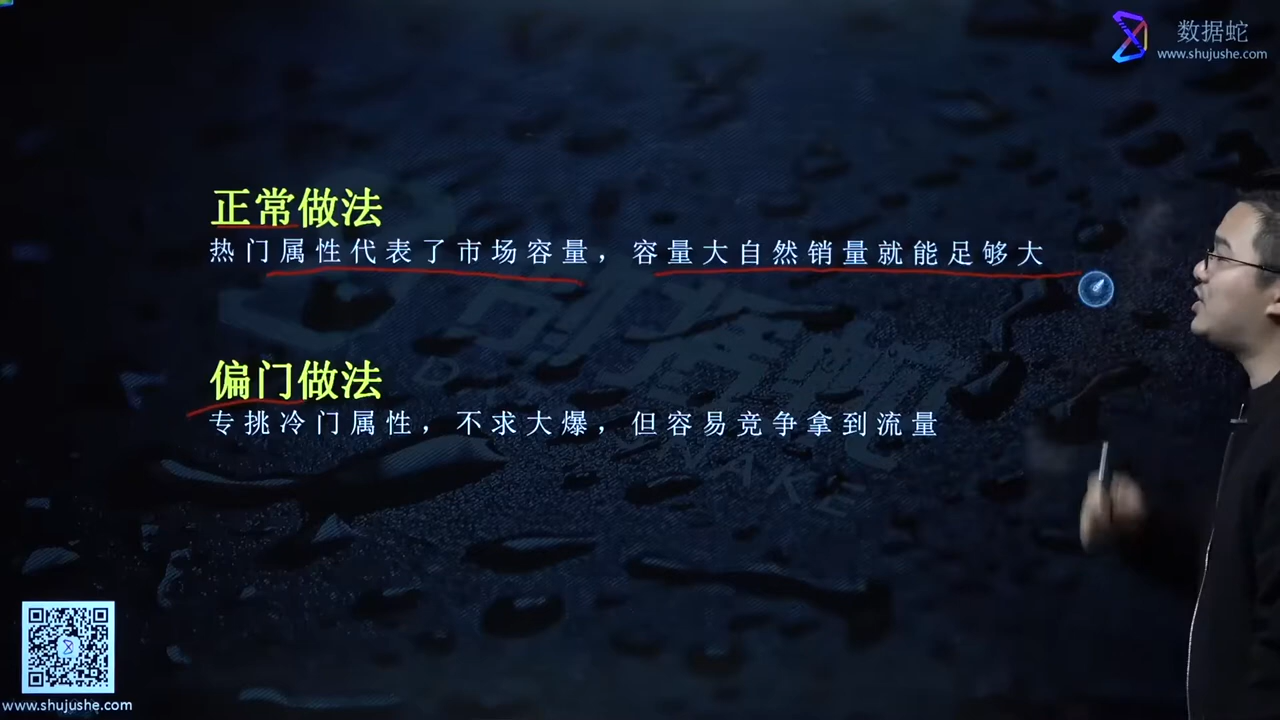 数据蛇
www.shujushe.com
正常做法
热门属性代表了市场容量，容量大自然销量就能足够大
偏门做法
专挑冷门属性，不求大爆，但容易竞争拿到流量
NAKE
www.shujushe.com